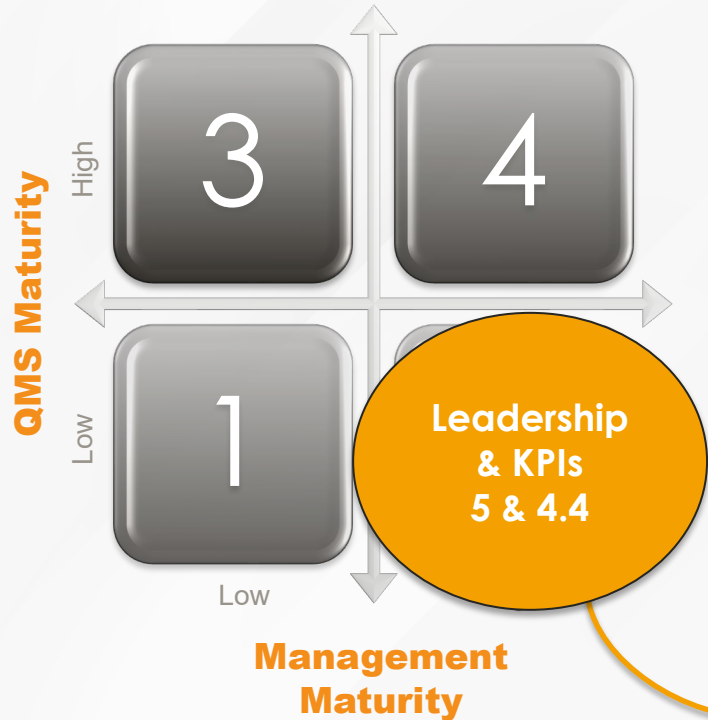 QMS Maturity
High
Low
3
4
1
Leadership
& KPIs
5 & 4.4
Low
Management
Maturity